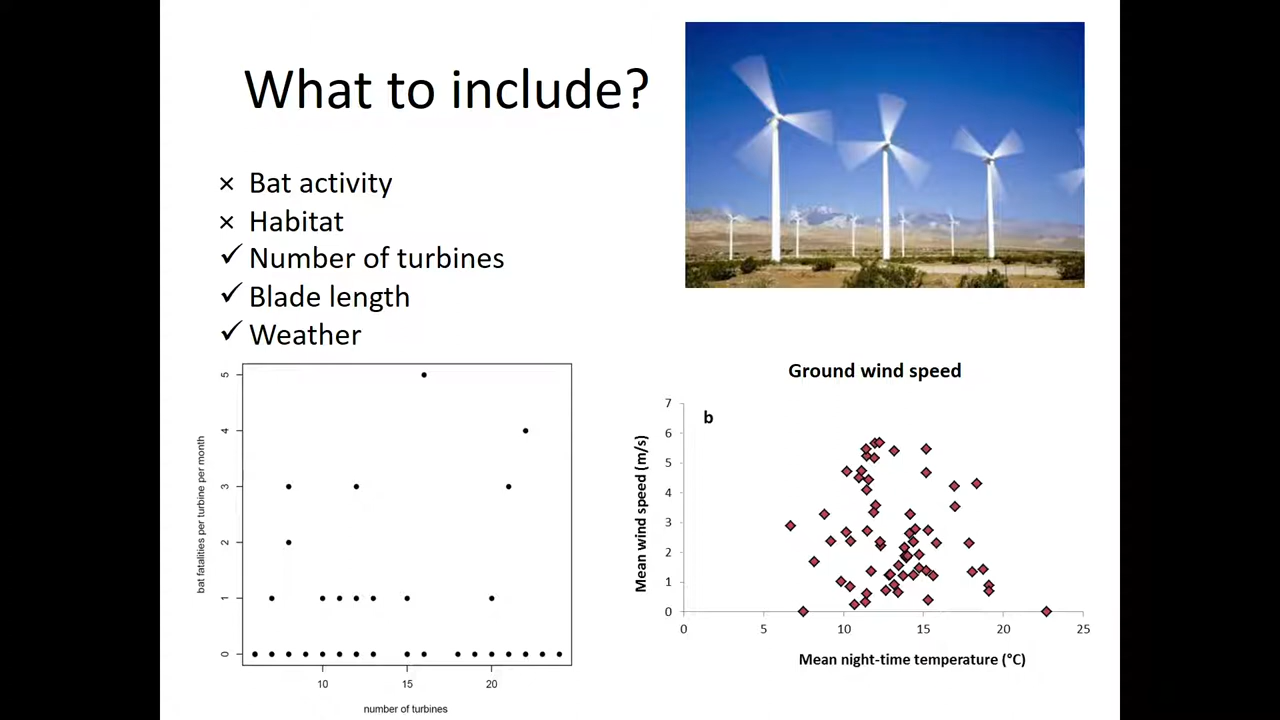 What to include?
× Bat activity
× Habitat
✓ Number of turbines
✓ Blade length
✓ Weather
bat fatalities per turbine per month
5
4
3
2
1
0
10 15 20
number of turbines
Ground wind speed
b
Mean wind speed (m/s)
7
6
5
4
3
2
1
0
0 5 10 15 20 25
Mean night-time temperature (°C)